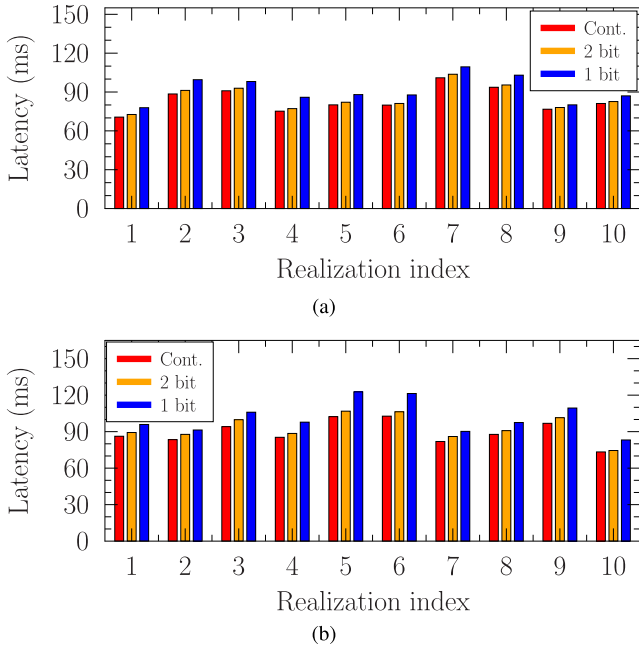 150
120
90
60
30
0
Latency (ms)
Cont.
2 bit
1 bit
1 2 3 4 5 6 7 8 9 10
Realization index
(a)
150
120
90
60
30
0
Latency (ms)
Cont.
2 bit
1 bit
1 2 3 4 5 6 7 8 9 10
Realization index
(b)